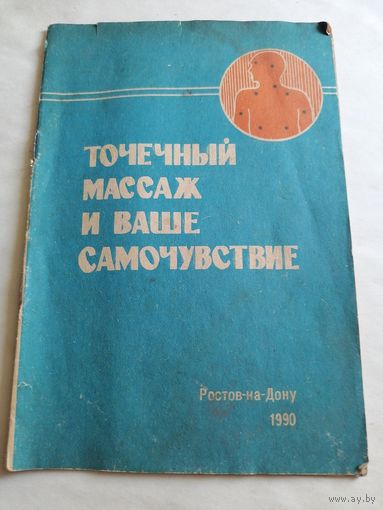 ТОЧЕЧНЫЙ
МАССАЖ
И ВАШЕ
САМОЧУВСТВИЕ
Ростов-на-Дону
1990
www.ay.by